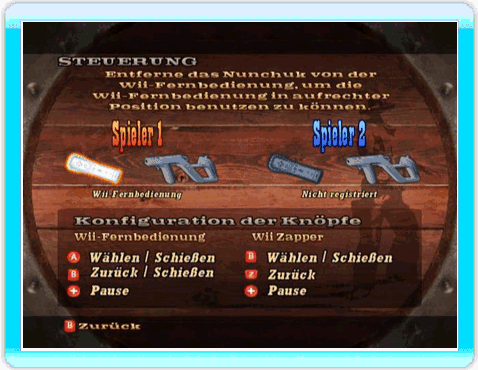 STEUERUNG
Entferne das Nunchuk von der
Wii-Fernbedienung, um die
Wii-Fernbedienung in aufrechter
Position benutzen zu können.
Spieler 1
Spieler 2
Wii-Fernbedienung
Nicht registriert
Konfiguration der Knöpfe
Wii-Fernbedienung
Wii Zapper
A Wählen / Schießen
B Wählen / Schießen
B Zurück / Schießen
Z Zurück
+ Pause
+ Pause
B Zurück